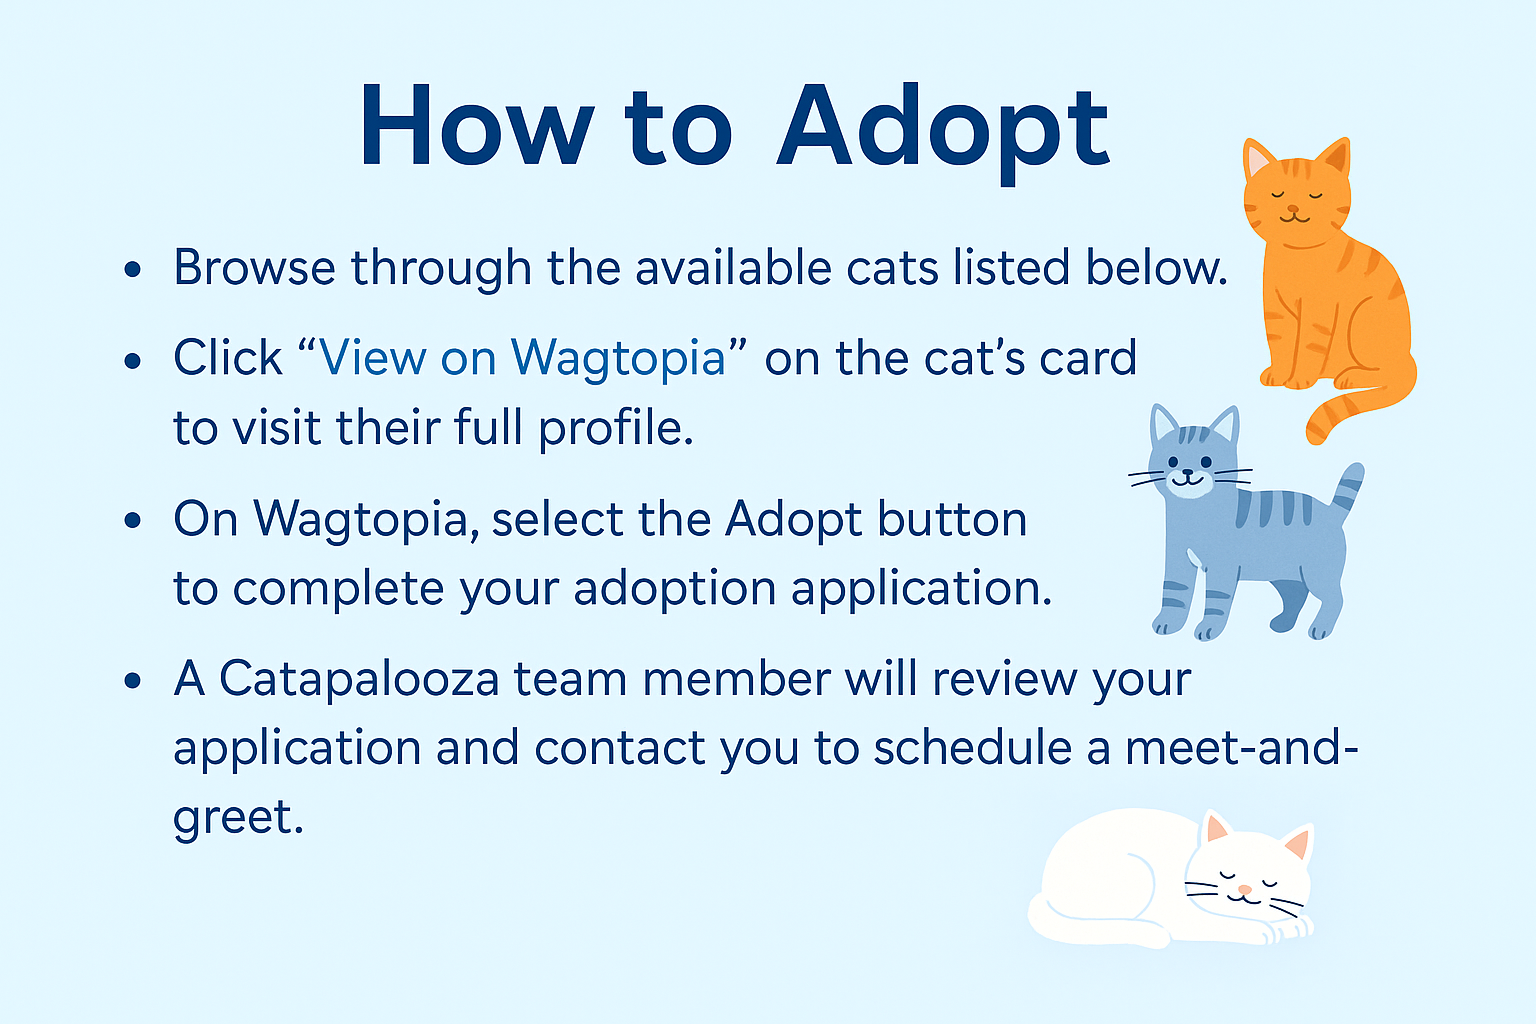 How to Adopt
• Browse through the available cats listed below.
• Click “View on Wagtopia” on the cat’s card
to visit their full profile.
• On Wagtopia, select the Adopt button
to complete your adoption application.
• A Catapalooza team member will review your
application and contact you to schedule a meet-and-
greet.